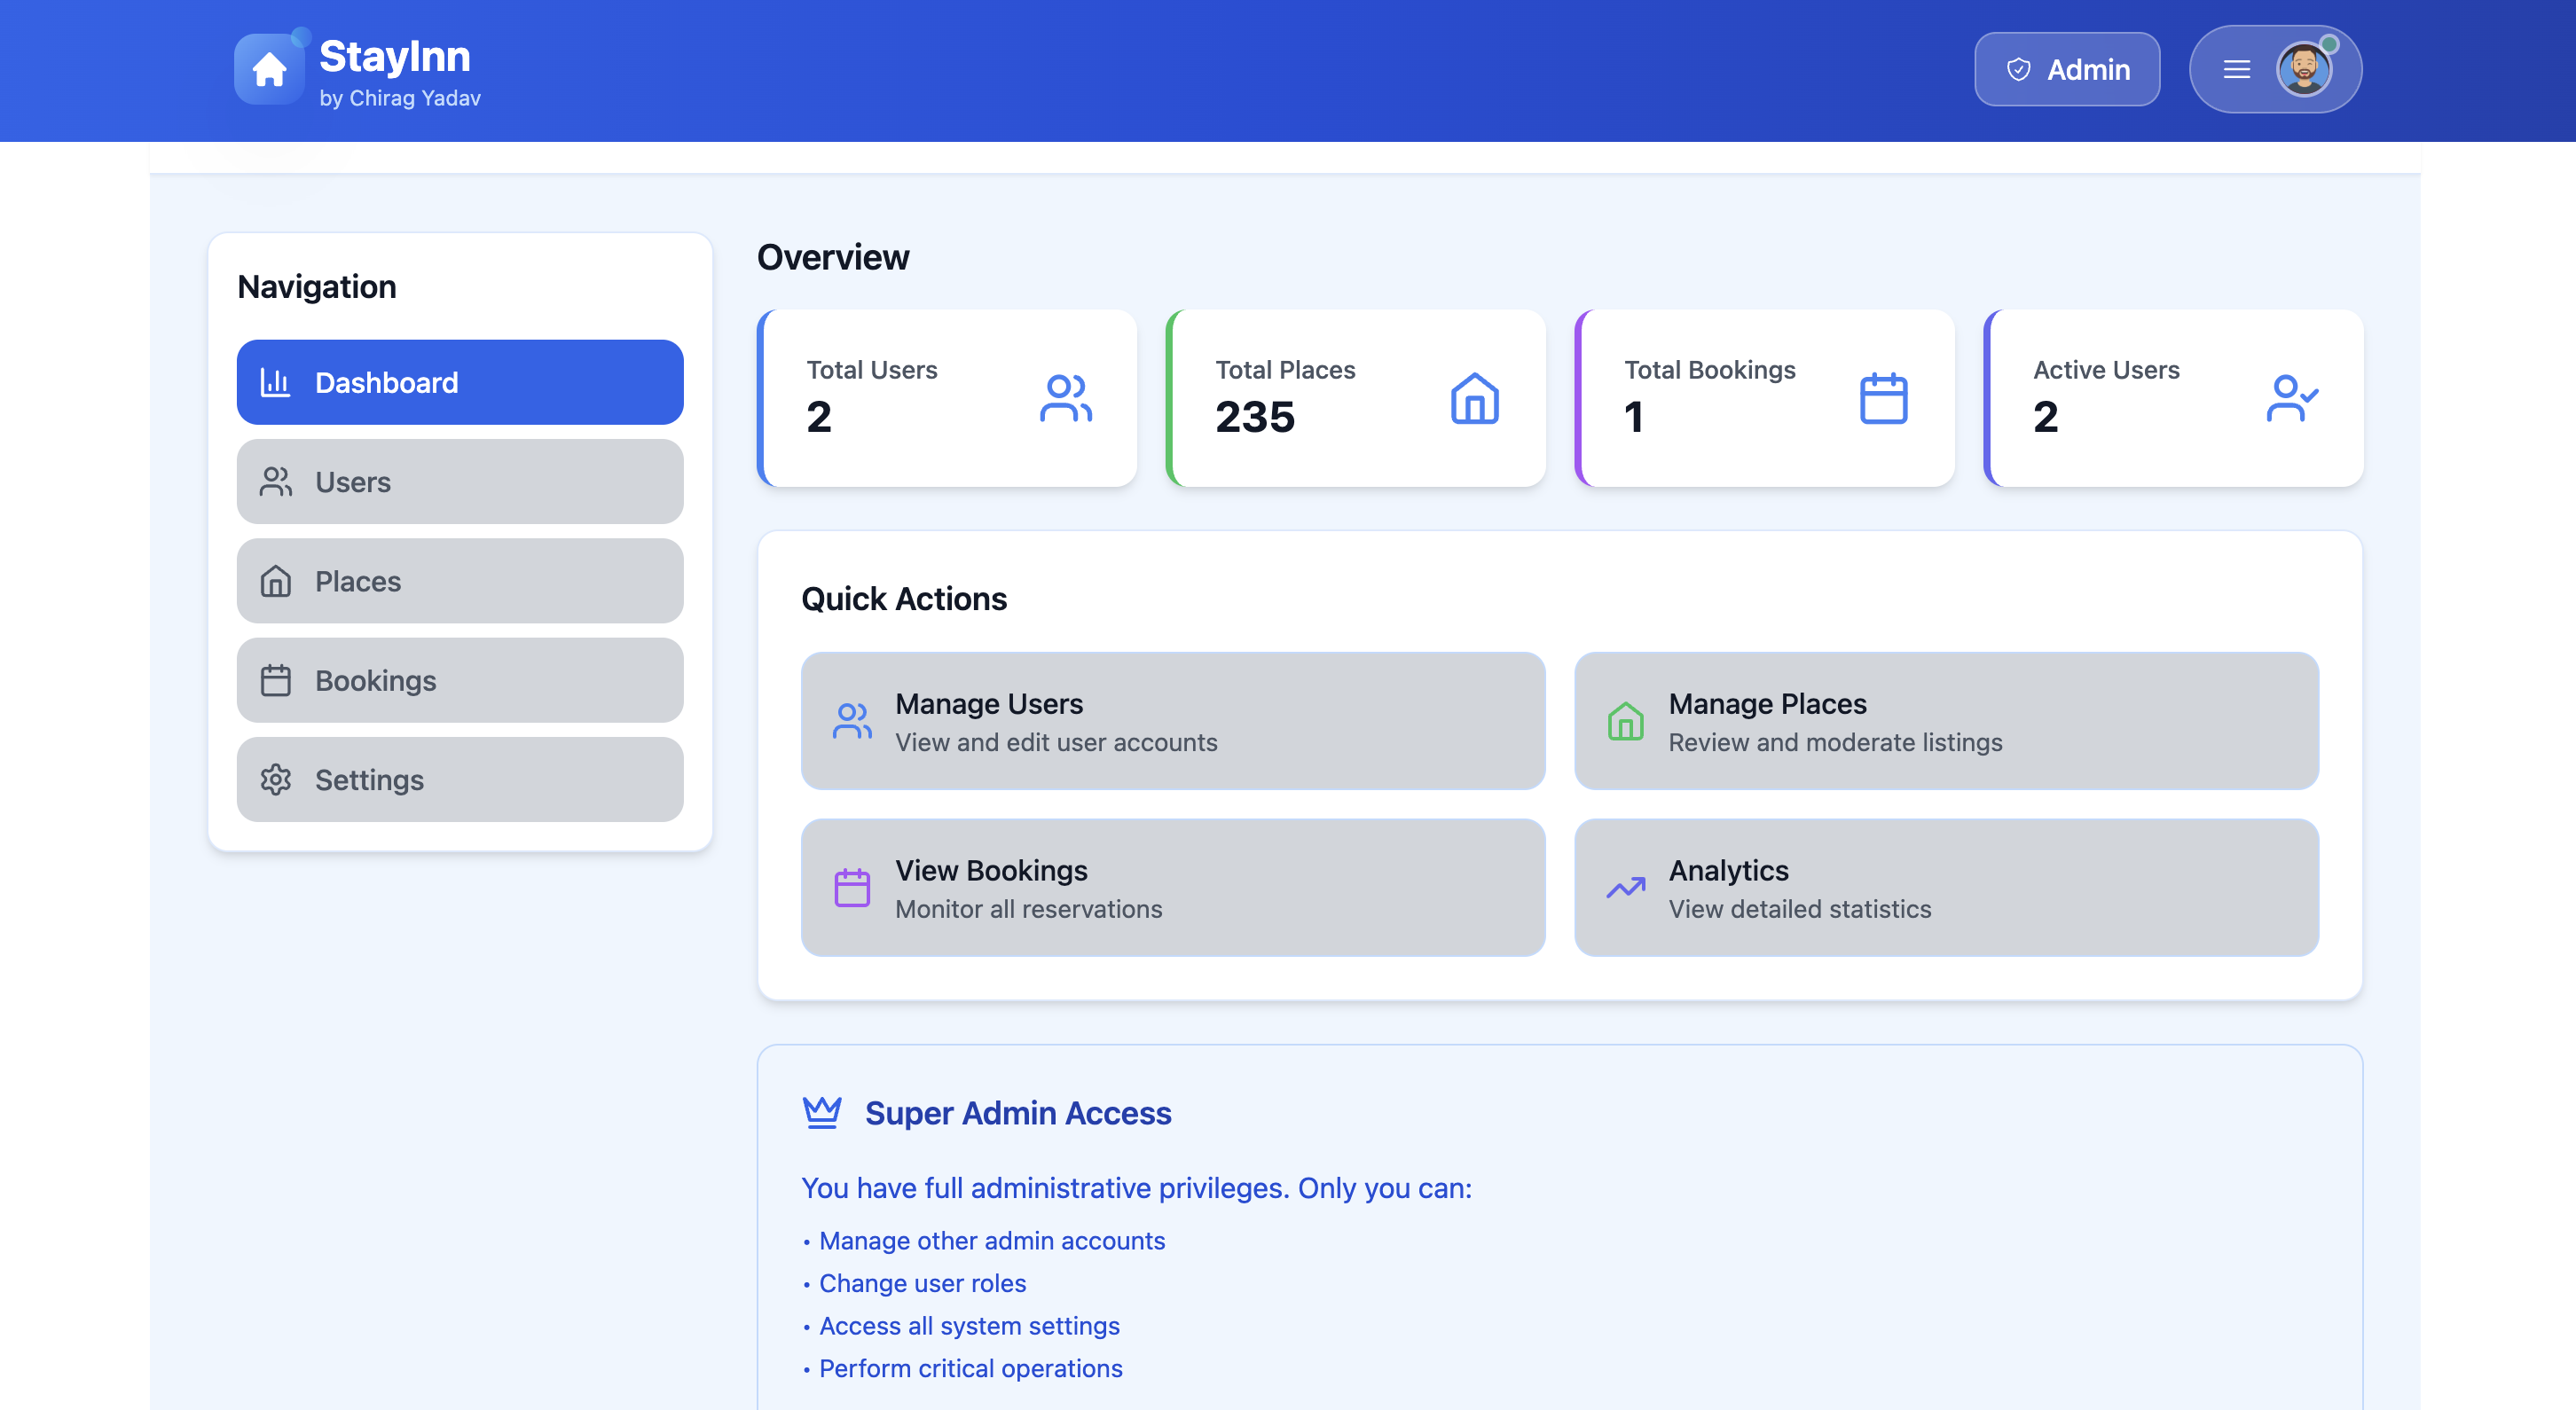 StayInn
by Chirag Yadav
Admin
Navigation
Dashboard
Users
Places
Bookings
Settings
Overview
Total Users
2
Total Places
235
Total Bookings
1
Active Users
2
Quick Actions
Manage Users
View and edit user accounts
Manage Places
Review and moderate listings
View Bookings
Monitor all reservations
Analytics
View detailed statistics
Super Admin Access
You have full administrative privileges. Only you can:
• Manage other admin accounts
• Change user roles
• Access all system settings
• Perform critical operations